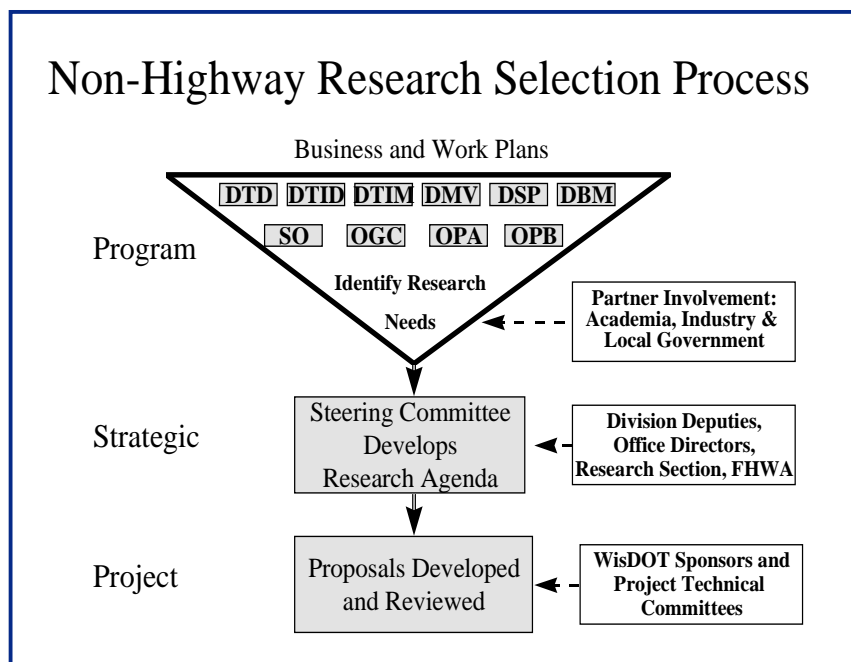 Non-Highway Research Selection Process
Business and Work Plans
DTD DTID DTIM DMV DSP DBM
SO OGC OPA OPB
Program
Identify Research
Needs
Partner Involvement:
Academia, Industry &
Local Government
Strategic
Steering Committee
Develops
Research Agenda
Division Deputies,
Office Directors,
Research Section, FHWA
Project
Proposals Developed
and Reviewed
WisDOT Sponsors and
Project Technical
Committees